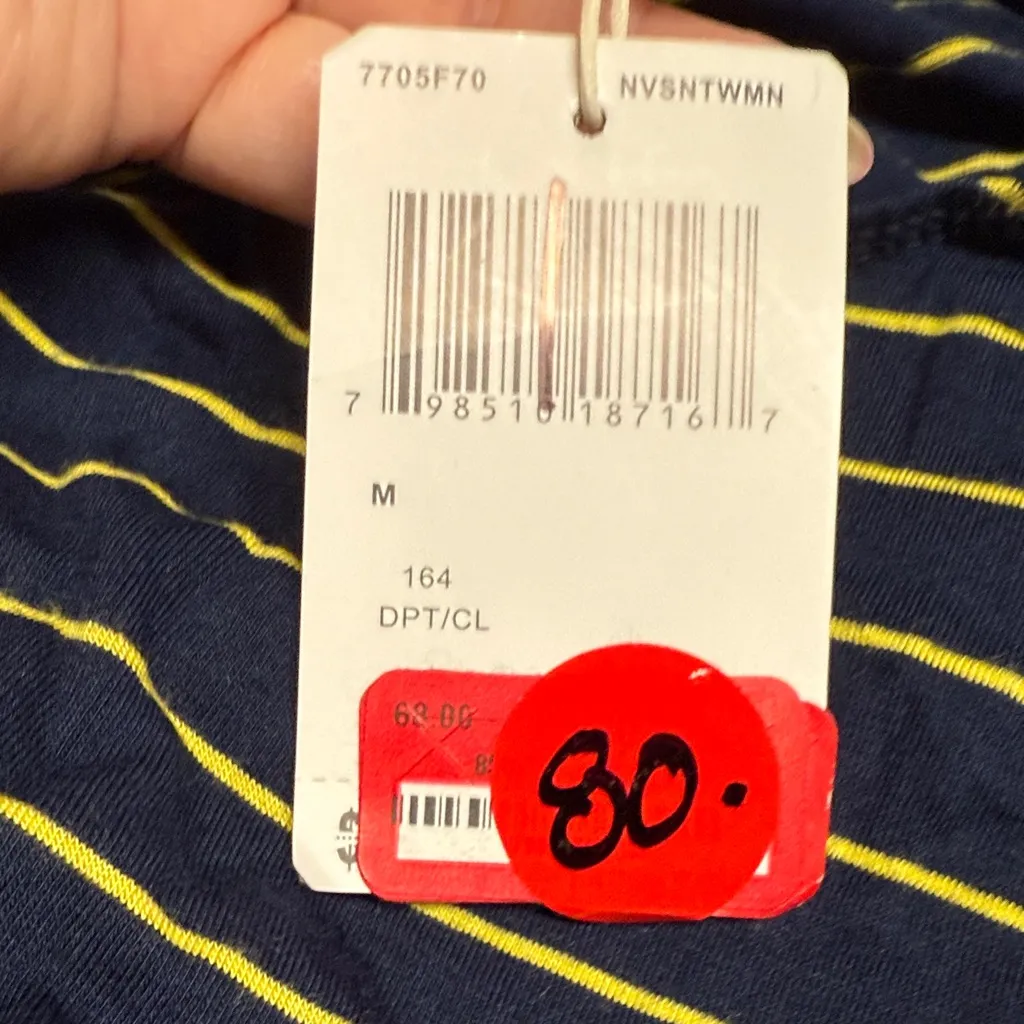 7705F70 NVSNTWMN
7 98510 18716 7
M
164
DPT/CL
80.